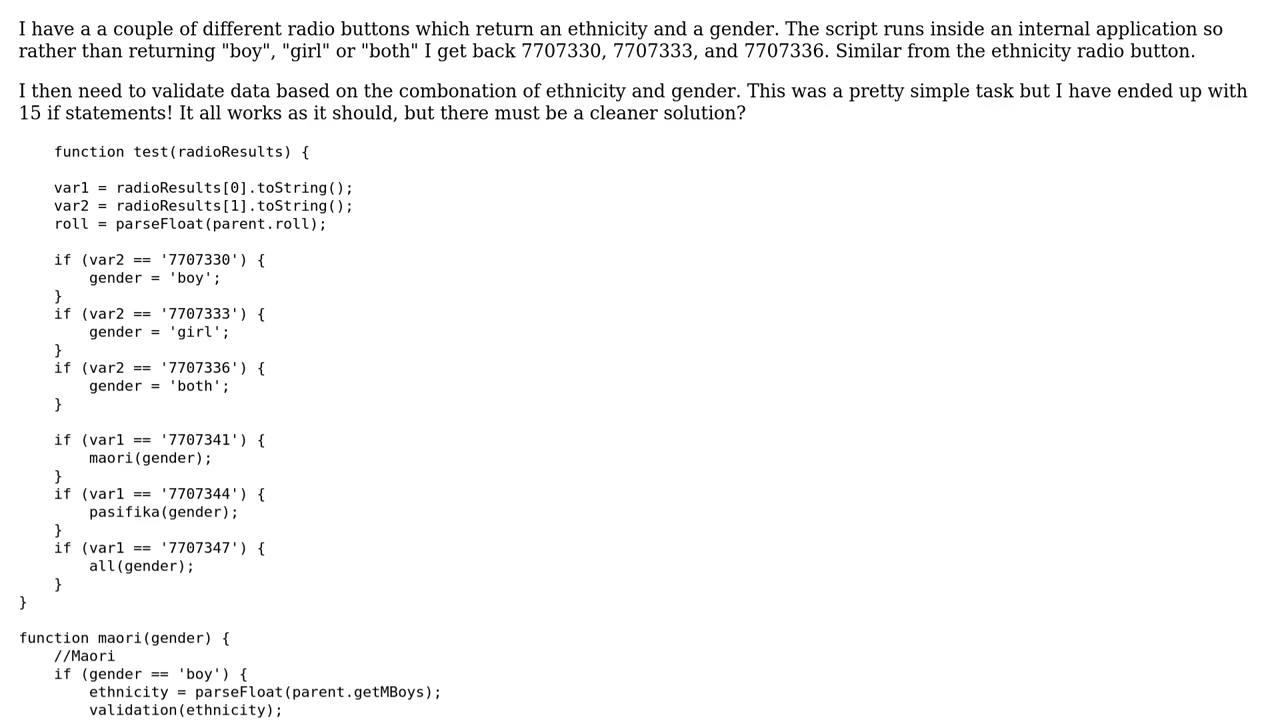 I have a a couple of different radio buttons which return an ethnicity and a gender. The script runs inside an internal application so
rather than returning "boy", "girl" or "both" I get back 7707330, 7707333, and 7707336. Similar from the ethnicity radio button.
I then need to validate data based on the combonation of ethnicity and gender. This was a pretty simple task but I have ended up with
15 if statements! It all works as it should, but there must be a cleaner solution?
    function test(radioResults) {
    var1 = radioResults[0].toString();
    var2 = radioResults[1].toString();
    roll = parseFloat(parent.roll);
    if (var2 == '7707330') {
        gender = 'boy';
    }
    if (var2 == '7707333') {
        gender = 'girl';
    }
    if (var2 == '7707336') {
        gender = 'both';
    }
    if (var1 == '7707341') {
        maori(gender);
    }
    if (var1 == '7707344') {
        pasifika(gender);
    }
    if (var1 == '7707347') {
        all(gender);
    }
}
function maori(gender) {
    //Maori
    if (gender == 'boy') {
        ethnicity = parseFloat(parent.getMBoys);
        validation(ethnicity);